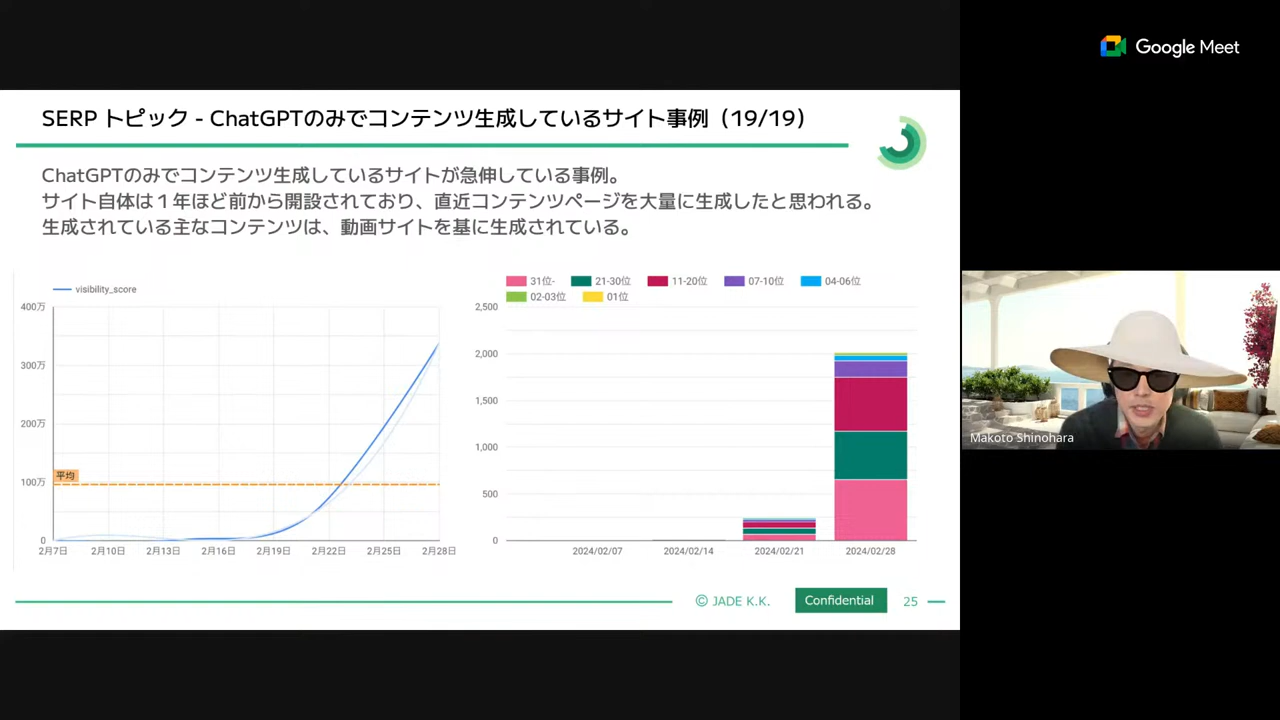 Google Meet
SERP トピック - ChatGPTのみでコンテンツ生成しているサイト事例（19/19）
ChatGPTのみでコンテンツ生成しているサイトが急伸している事例。
サイト自体は１年ほど前から開設されており、直近コンテンツページを大量に生成したと思われる。
生成されている主なコンテンツは、動画サイトを基に生成されている。
visibility_score
400万
300万
200万
100万
0
平均
2月7日 2月10日 2月13日 2月16日 2月19日 2月22日 2月25日 2月28日
31位- 21-30位 11-20位 07-10位 04-06位
02-03位 01位
2,500
2,000
1,500
1,000
500
0
2024/02/07 2024/02/14 2024/02/21 2024/02/28
Makoto Shinohara
© JADE K.K. Confidential 25